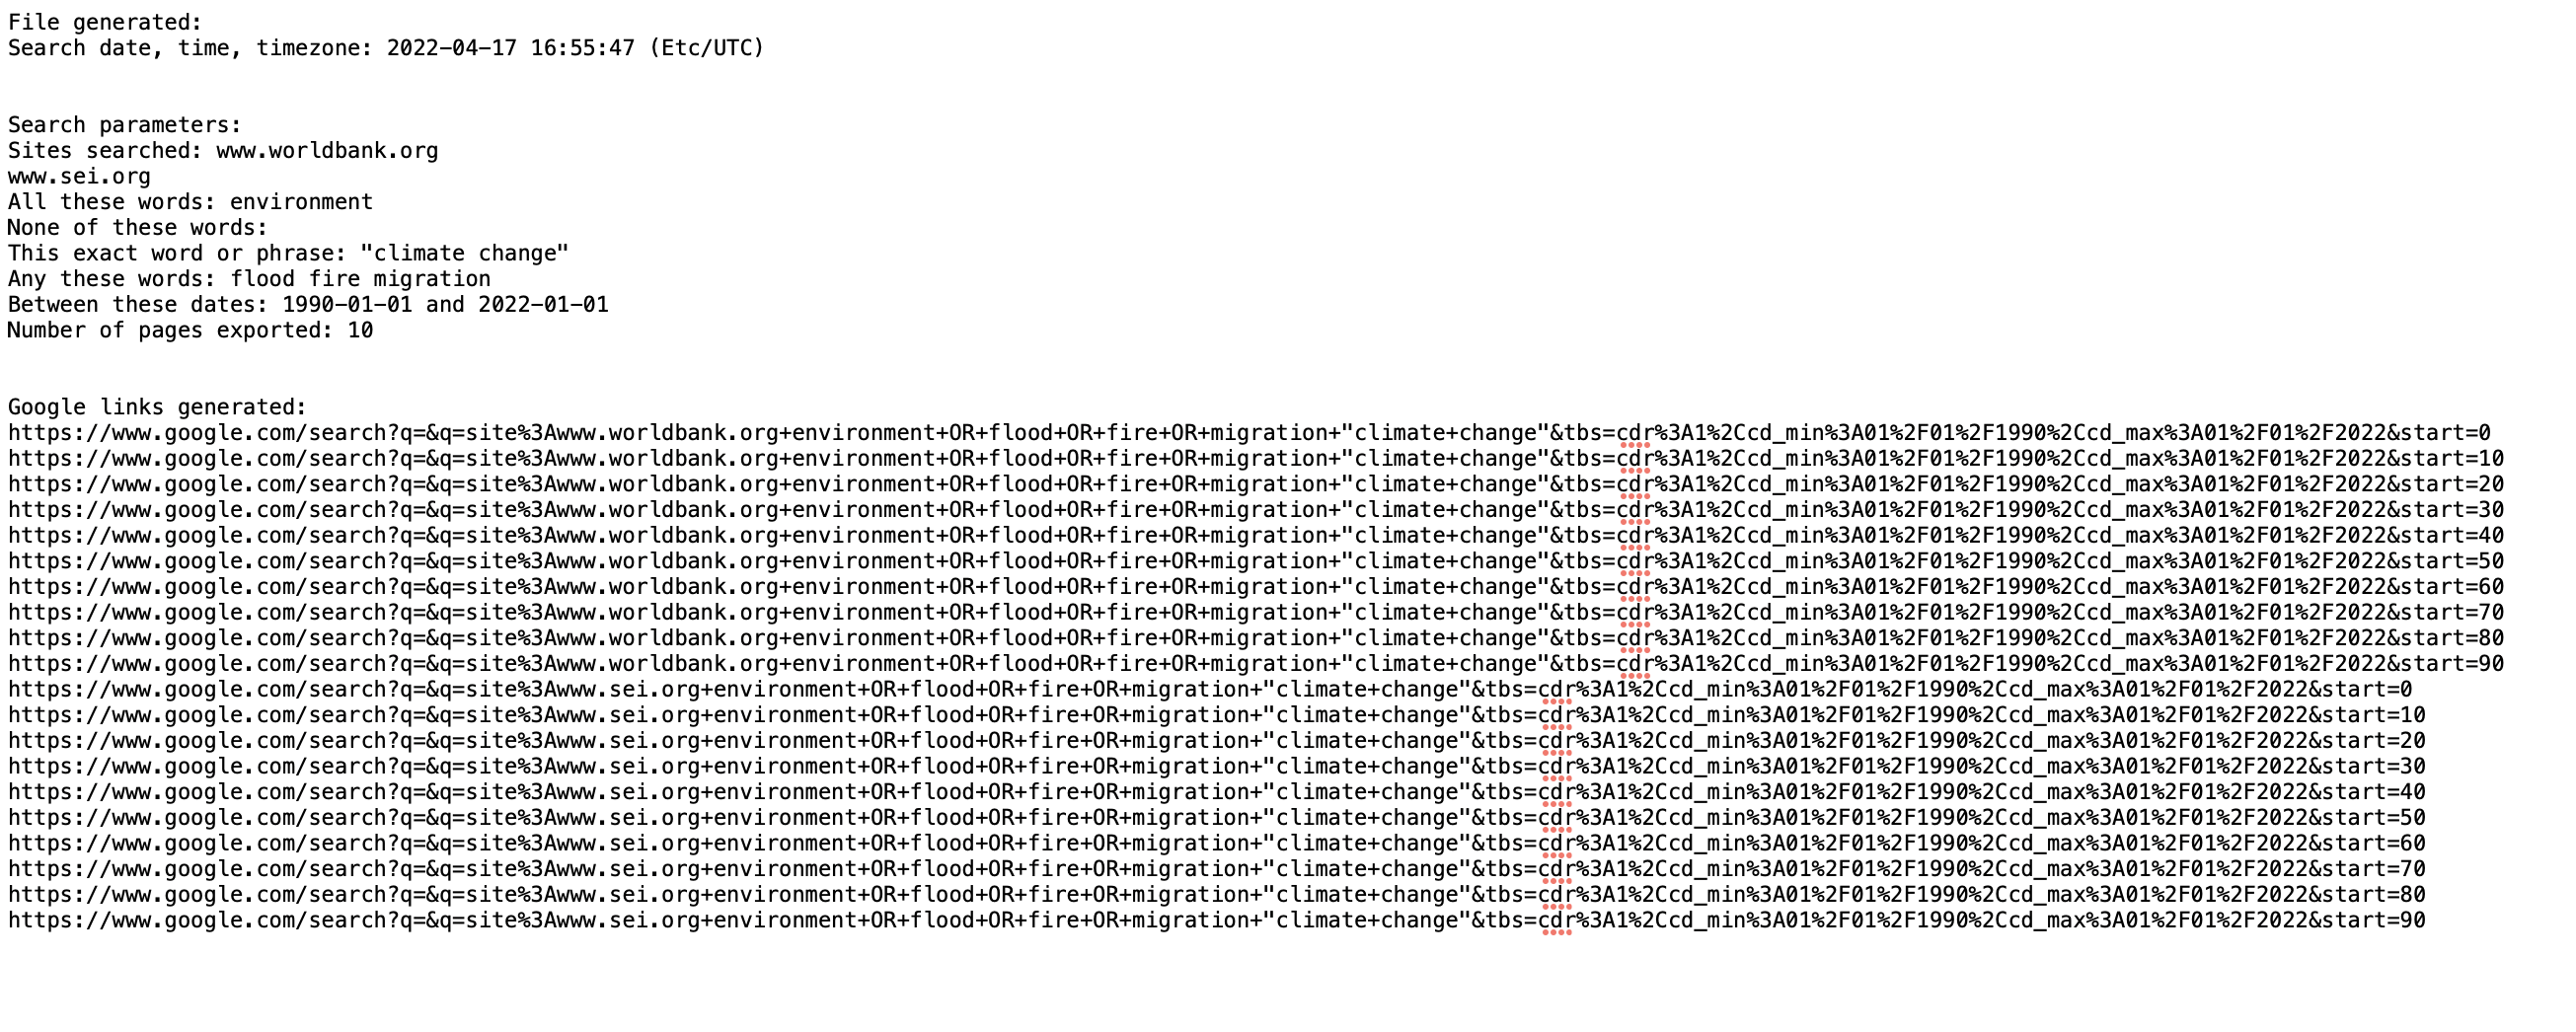 File generated:
Search date, time, timezone: 2022-04-17 16:55:47 (Etc/UTC)
Search parameters:
Sites searched: www.worldbank.org
www.sei.org
All these words: environment
None of these words:
This exact word or phrase: "climate change"
Any these words: flood fire migration
Between these dates: 1990-01-01 and 2022-01-01
Number of pages exported: 10
Google links generated:
https://www.google.com/search?q=&q=site%3Awww.worldbank.org+environment+OR+flood+OR+fire+OR+migration+"climate+change"&tbs=cdr%3A1%2Ccd_min%3A01%2F01%2F1990%2Ccd_max%3A01%2F01%2F2022&start=0
https://www.google.com/search?q=&q=site%3Awww.worldbank.org+environment+OR+flood+OR+fire+OR+migration+"climate+change"&tbs=cdr%3A1%2Ccd_min%3A01%2F01%2F1990%2Ccd_max%3A01%2F01%2F2022&start=10
https://www.google.com/search?q=&q=site%3Awww.worldbank.org+environment+OR+flood+OR+fire+OR+migration+"climate+change"&tbs=cdr%3A1%2Ccd_min%3A01%2F01%2F1990%2Ccd_max%3A01%2F01%2F2022&start=20
https://www.google.com/search?q=&q=site%3Awww.worldbank.org+environment+OR+flood+OR+fire+OR+migration+"climate+change"&tbs=cdr%3A1%2Ccd_min%3A01%2F01%2F1990%2Ccd_max%3A01%2F01%2F2022&start=30
https://www.google.com/search?q=&q=site%3Awww.worldbank.org+environment+OR+flood+OR+fire+OR+migration+"climate+change"&tbs=cdr%3A1%2Ccd_min%3A01%2F01%2F1990%2Ccd_max%3A01%2F01%2F2022&start=40
https://www.google.com/search?q=&q=site%3Awww.worldbank.org+environment+OR+flood+OR+fire+OR+migration+"climate+change"&tbs=cdr%3A1%2Ccd_min%3A01%2F01%2F1990%2Ccd_max%3A01%2F01%2F2022&start=50
https://www.google.com/search?q=&q=site%3Awww.worldbank.org+environment+OR+flood+OR+fire+OR+migration+"climate+change"&tbs=cdr%3A1%2Ccd_min%3A01%2F01%2F1990%2Ccd_max%3A01%2F01%2F2022&start=60
https://www.google.com/search?q=&q=site%3Awww.worldbank.org+environment+OR+flood+OR+fire+OR+migration+"climate+change"&tbs=cdr%3A1%2Ccd_min%3A01%2F01%2F1990%2Ccd_max%3A01%2F01%2F2022&start=70
https://www.google.com/search?q=&q=site%3Awww.worldbank.org+environment+OR+flood+OR+fire+OR+migration+"climate+change"&tbs=cdr%3A1%2Ccd_min%3A01%2F01%2F1990%2Ccd_max%3A01%2F01%2F2022&start=80
https://www.google.com/search?q=&q=site%3Awww.worldbank.org+environment+OR+flood+OR+fire+OR+migration+"climate+change"&tbs=cdr%3A1%2Ccd_min%3A01%2F01%2F1990%2Ccd_max%3A01%2F01%2F2022&start=90
https://www.google.com/search?q=&q=site%3Awww.sei.org+environment+OR+flood+OR+fire+OR+migration+"climate+change"&tbs=cdr%3A1%2Ccd_min%3A01%2F01%2F1990%2Ccd_max%3A01%2F01%2F2022&start=0
https://www.google.com/search?q=&q=site%3Awww.sei.org+environment+OR+flood+OR+fire+OR+migration+"climate+change"&tbs=cdr%3A1%2Ccd_min%3A01%2F01%2F1990%2Ccd_max%3A01%2F01%2F2022&start=10
https://www.google.com/search?q=&q=site%3Awww.sei.org+environment+OR+flood+OR+fire+OR+migration+"climate+change"&tbs=cdr%3A1%2Ccd_min%3A01%2F01%2F1990%2Ccd_max%3A01%2F01%2F2022&start=20
https://www.google.com/search?q=&q=site%3Awww.sei.org+environment+OR+flood+OR+fire+OR+migration+"climate+change"&tbs=cdr%3A1%2Ccd_min%3A01%2F01%2F1990%2Ccd_max%3A01%2F01%2F2022&start=30
https://www.google.com/search?q=&q=site%3Awww.sei.org+environment+OR+flood+OR+fire+OR+migration+"climate+change"&tbs=cdr%3A1%2Ccd_min%3A01%2F01%2F1990%2Ccd_max%3A01%2F01%2F2022&start=40
https://www.google.com/search?q=&q=site%3Awww.sei.org+environment+OR+flood+OR+fire+OR+migration+"climate+change"&tbs=cdr%3A1%2Ccd_min%3A01%2F01%2F1990%2Ccd_max%3A01%2F01%2F2022&start=50
https://www.google.com/search?q=&q=site%3Awww.sei.org+environment+OR+flood+OR+fire+OR+migration+"climate+change"&tbs=cdr%3A1%2Ccd_min%3A01%2F01%2F1990%2Ccd_max%3A01%2F01%2F2022&start=60
https://www.google.com/search?q=&q=site%3Awww.sei.org+environment+OR+flood+OR+fire+OR+migration+"climate+change"&tbs=cdr%3A1%2Ccd_min%3A01%2F01%2F1990%2Ccd_max%3A01%2F01%2F2022&start=70
https://www.google.com/search?q=&q=site%3Awww.sei.org+environment+OR+flood+OR+fire+OR+migration+"climate+change"&tbs=cdr%3A1%2Ccd_min%3A01%2F01%2F1990%2Ccd_max%3A01%2F01%2F2022&start=80
https://www.google.com/search?q=&q=site%3Awww.sei.org+environment+OR+flood+OR+fire+OR+migration+"climate+change"&tbs=cdr%3A1%2Ccd_min%3A01%2F01%2F1990%2Ccd_max%3A01%2F01%2F2022&start=90